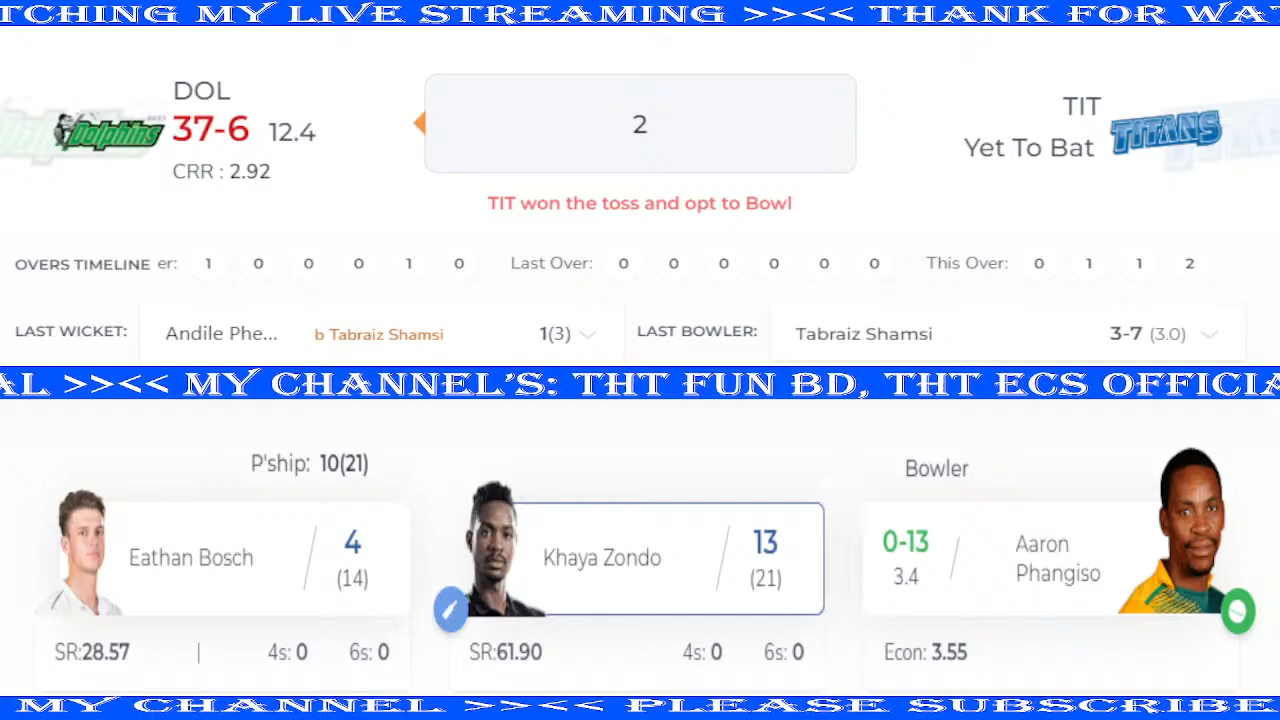 TCHING MY LIVE STREAMING >><< THANK FOR WA
DOL
37-6 12.4
CRR : 2.92
Dolphins
2
TIT
Yet To Bat
TITANS
TIT won the toss and opt to Bowl
OVERS TIMELINE er: 1 0 0 0 1 0 Last Over: 0 0 0 0 0 0 This Over: 0 1 1 2
LAST WICKET: Andile Phe... b Tabraiz Shamsi 1(3) LAST BOWLER: Tabraiz Shamsi 3-7 (3.0)
AL >><< MY CHANNEL'S: THT FUN BD, THT ECS OFFICIA
P'ship: 10(21)
Eathan Bosch 4
(14)
SR:28.57 | 4s: 0 6s: 0
Khaya Zondo 13
(21)
SR:61.90 4s: 0 6s: 0
Bowler
0-13
3.4
Aaron
Phangiso
Econ: 3.55
MY CHANNEL >><< PLEASE SUBSCRIBE